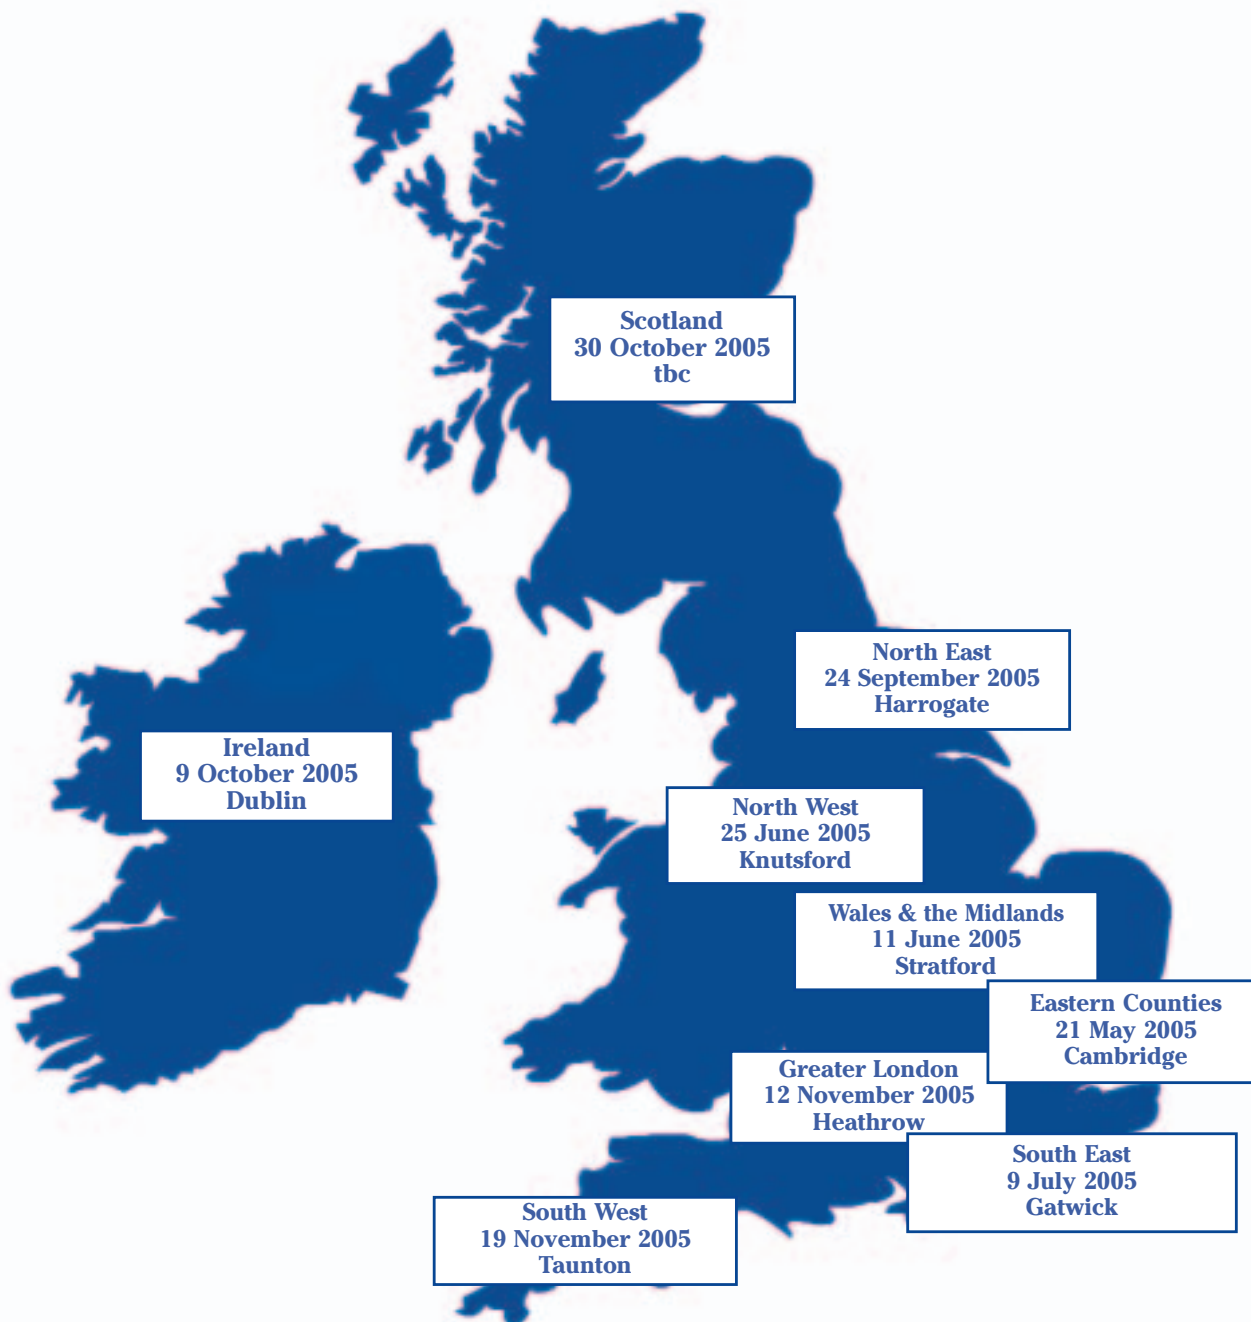 Scotland
30 October 2005
tbc
North East
24 September 2005
Harrogate
Ireland
9 October 2005
Dublin
North West
25 June 2005
Knutsford
Wales & the Midlands
11 June 2005
Stratford
Eastern Counties
21 May 2005
Cambridge
Greater London
12 November 2005
Heathrow
South East
9 July 2005
Gatwick
South West
19 November 2005
Taunton